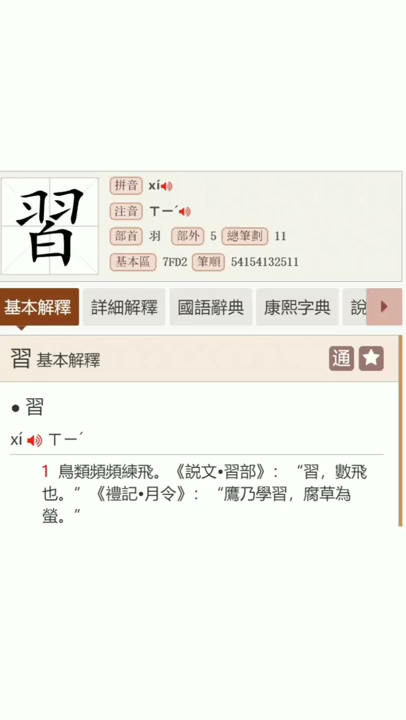 習
拼音 xí
注音 ㄒㄧˊ
部首 羽 部外 5 總筆劃 11
基本區 7FD2 筆順 54154132511
基本解釋 詳細解釋 國語辭典 康熙字典 說
習 基本解釋 通
● 習
xí ㄒㄧˊ
1 鳥類頻頻練飛。《説文•習部》：“習，數飛
也。”《禮記•月令》：“鷹乃學習，腐草為
螢。”